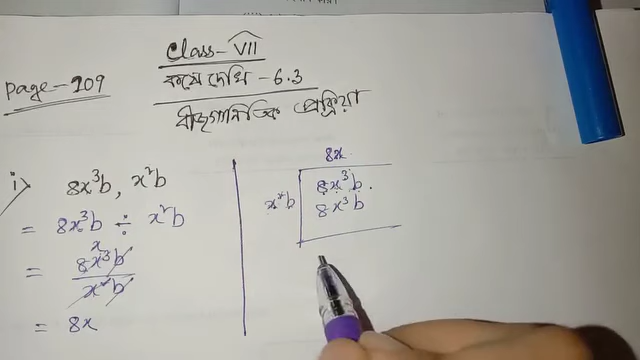 Class-VII
Page-109
কষে দেখি - 6.3
বীজগাণিতিক প্রক্রিয়া
i> 8x³b, x²b
= 8x³b ÷ x²b
x
= 8x³b
x²b
= 8x
8x
x²b 8x³b
8x³b